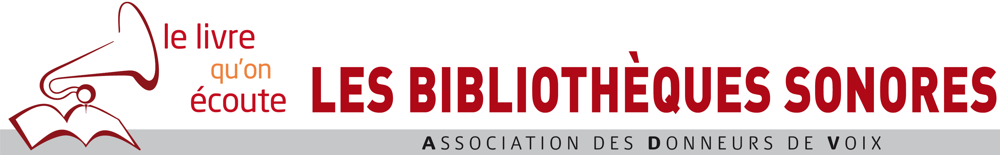 le livre
qu'on
écoute
LES BIBLIOTHÈQUES SONORES
ASSOCIATION DES DONNEURS DE VOIX